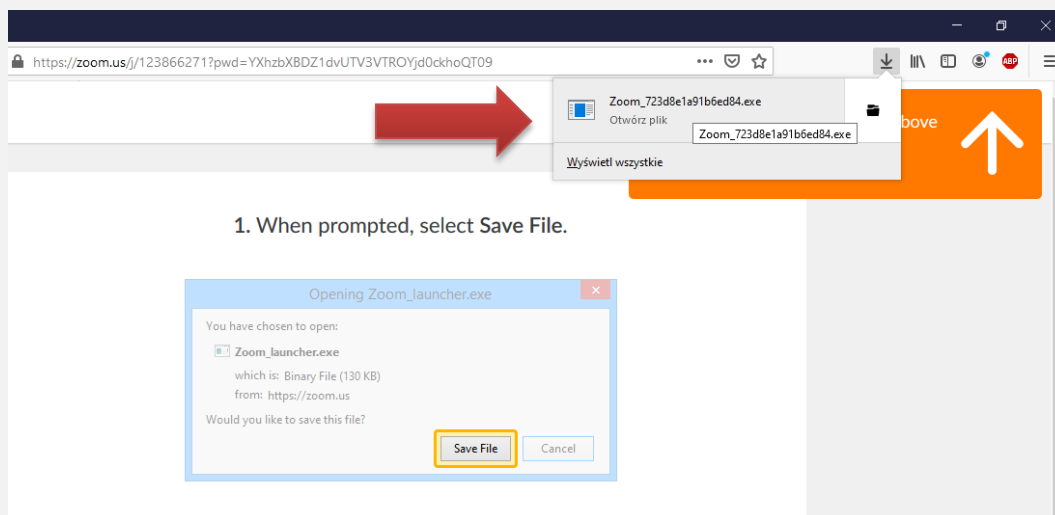 https://zoom.us/j/123866271?pwd=YXhzbXBDZ1dvUTV3VTROYjd0ckhoQT09
ABP
Zoom_723d8e1a91b6ed84.exe
Otwórz plik
Zoom_723d8e1a91b6ed84.exe
Wyświetl wszystkie
bove
1. When prompted, select Save File.
Opening Zoom_launcher.exe
You have chosen to open:
Zoom_launcher.exe
which is: Binary File (130 KB)
from: https://zoom.us
Would you like to save this file?
Save File
Cancel